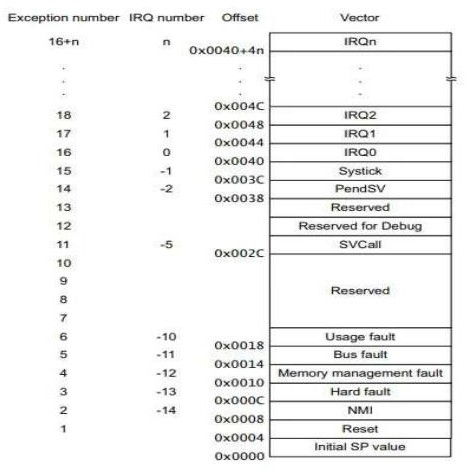 Exception number IRQ number Offset Vector
16+n n 0x0040+4n IRQn
. . .
. . .
. . .
0x004C
18 2 IRQ2
0x0048
17 1 IRQ1
0x0044
16 0 IRQ0
0x0040
15 -1 Systick
0x003C
14 -2 PendSV
0x0038
13 Reserved
12 Reserved for Debug
11 -5 SVCall
0x002C
10
9
Reserved
8
7
6 -10 Usage fault
0x0018
5 -11 Bus fault
0x0014
4 -12 Memory management fault
0x0010
3 -13 Hard fault
0x000C
2 -14 NMI
0x0008
1 Reset
0x0004
Initial SP value
0x0000